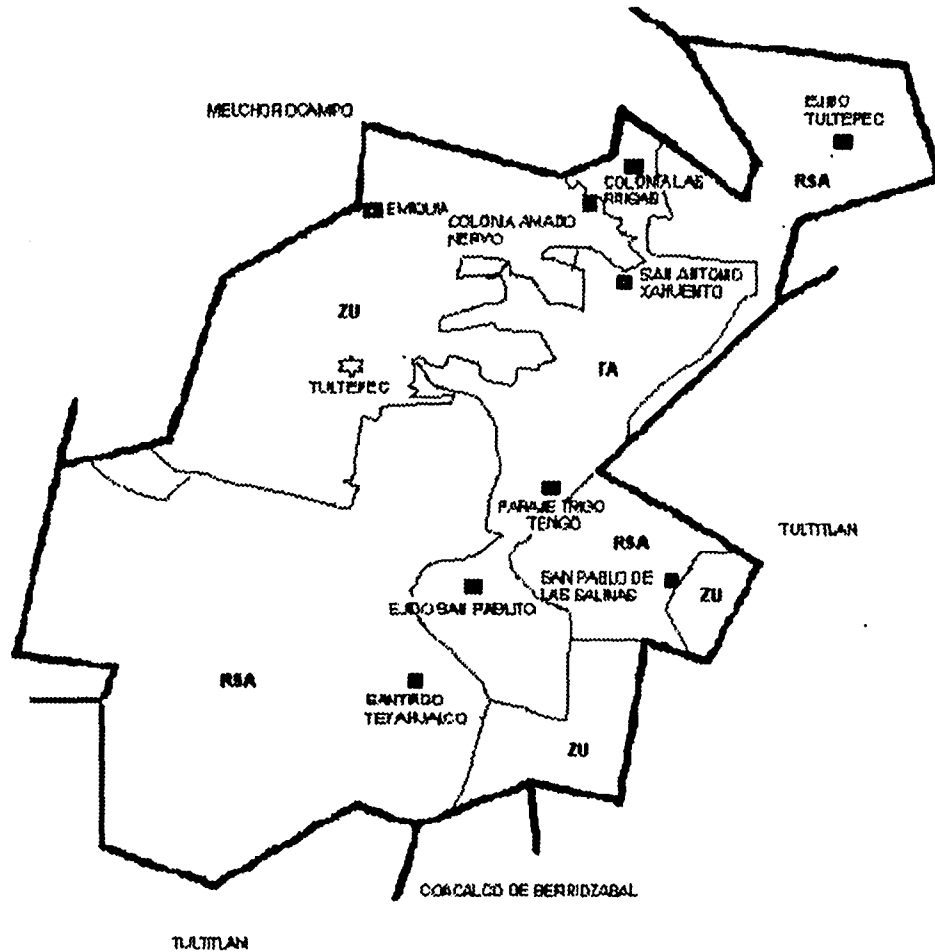 MELCHOR OCAMPO
EJIDO
TULTEPEC
RSA
COLONIA LAS
BRIGAS
EMIQUIA
COLONIA AMADO
NERVO
SAN ANTONIO
XAHUENTO
ZU
TULTEPEC
TA
PARAJE TRIGO
TENGO
TULTITLAN
RSA
SAN PABLO DE
LAS SALINAS
ZU
EJIDO SAN PABLITO
RSA
SANTIAGO
TEYAHUALCO
ZU
COACALCO DE BERRIOZABAL
TULTITLAN